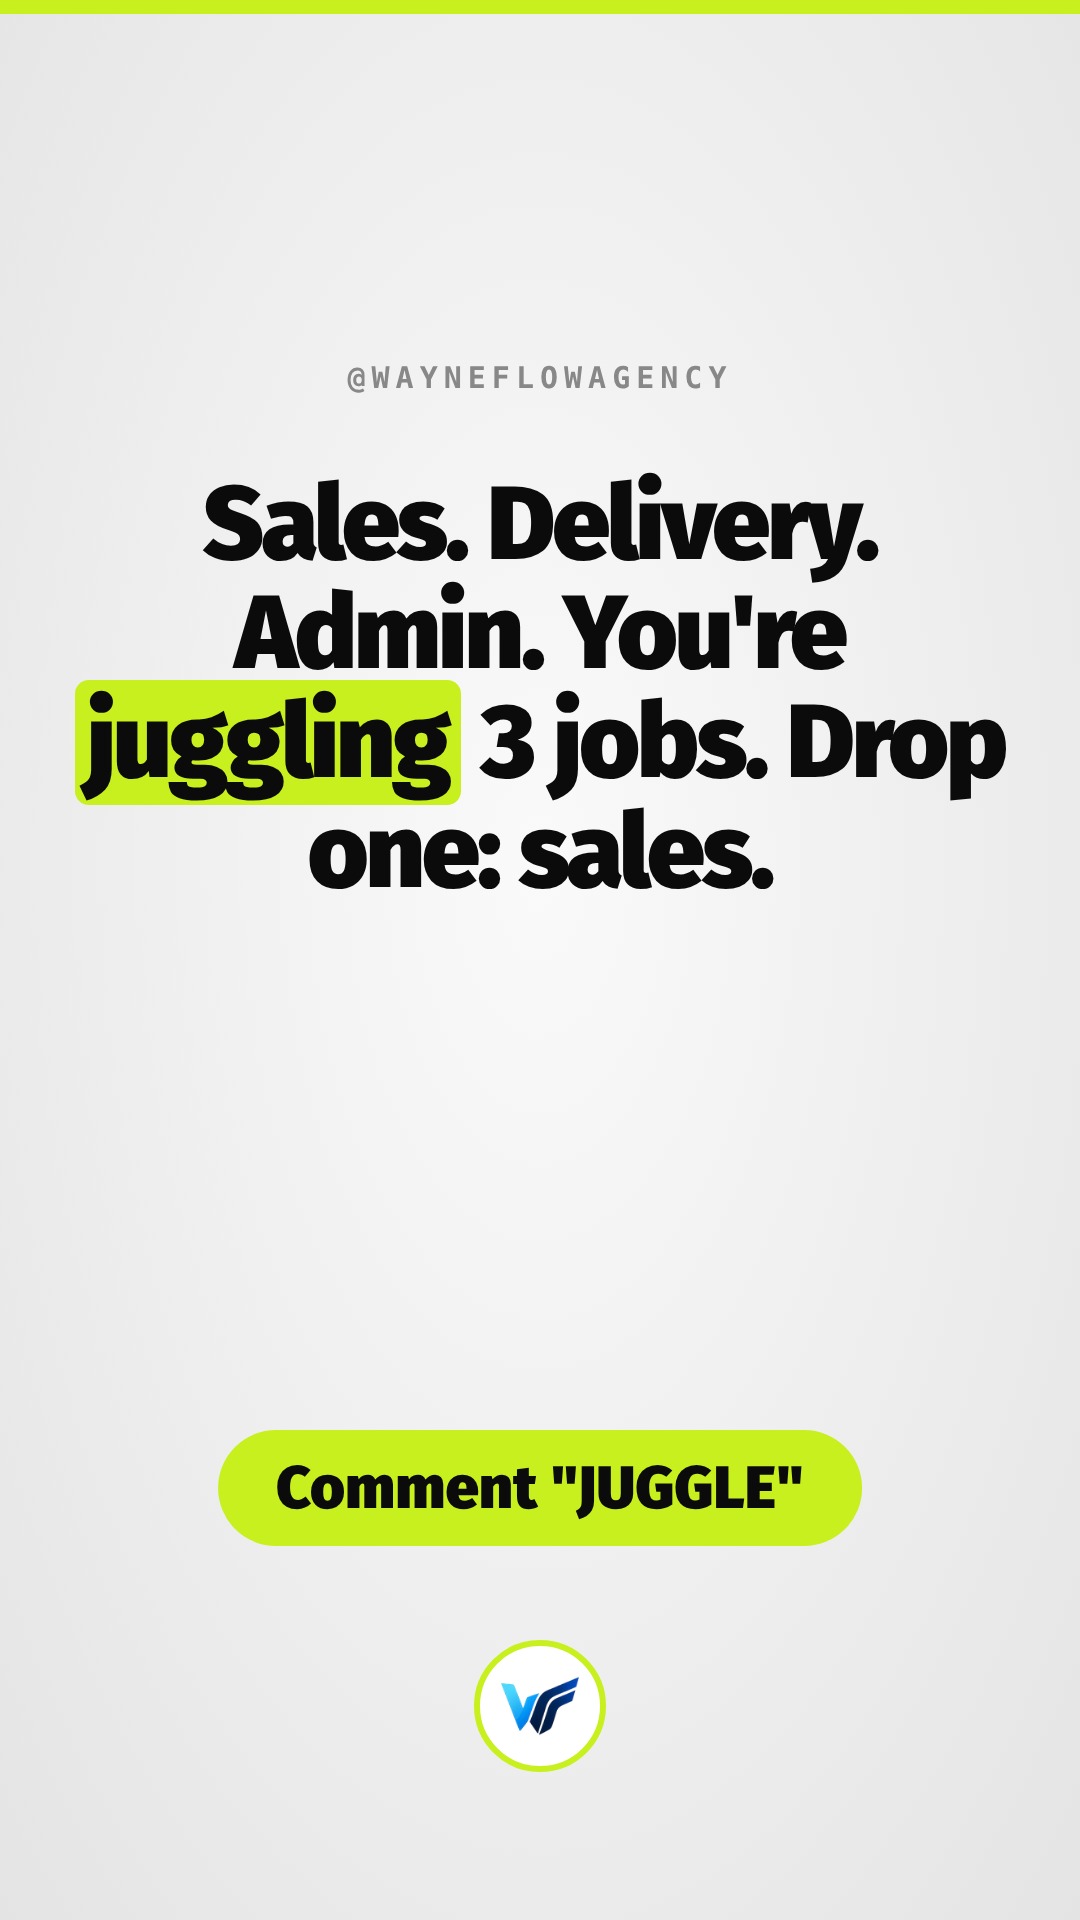 @WAYNEFLOWAGENCY
Sales. Delivery.
Admin. You're
juggling 3 jobs. Drop
one: sales.
Comment "JUGGLE"